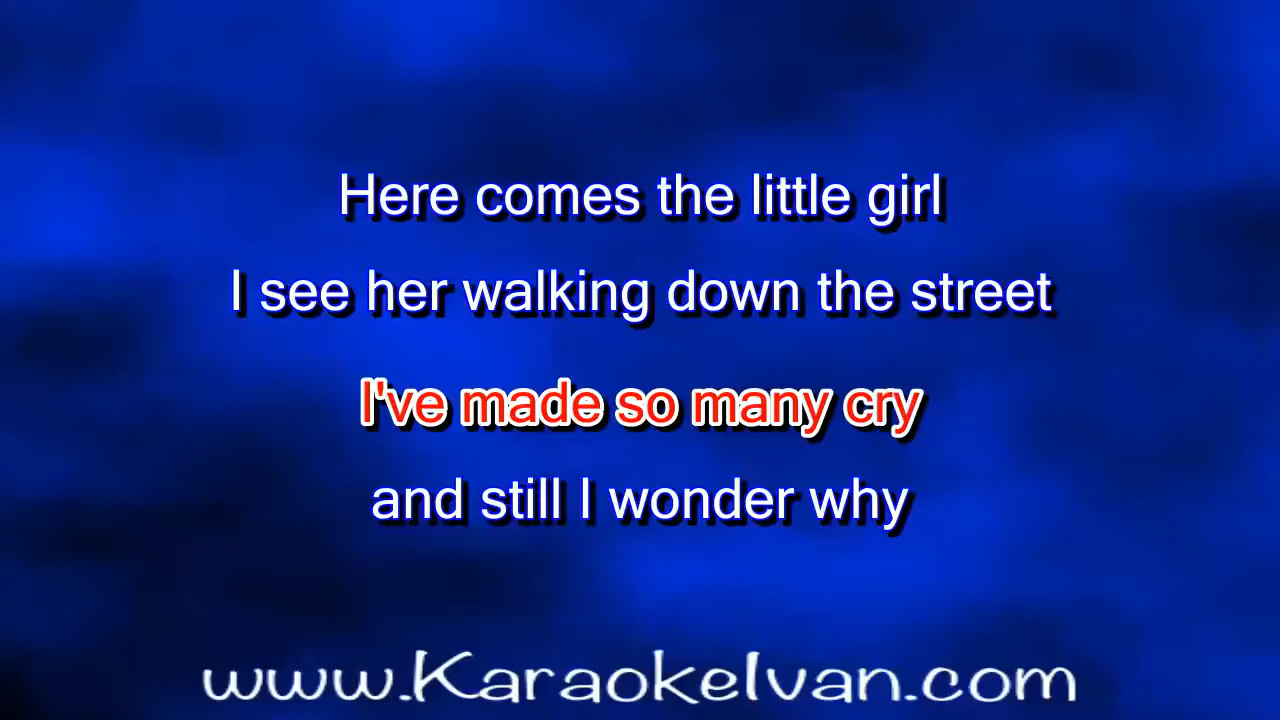 Here comes the little girl
I see her walking down the street
I've made so many cry
and still I wonder why
www.KaraokeIvan.com